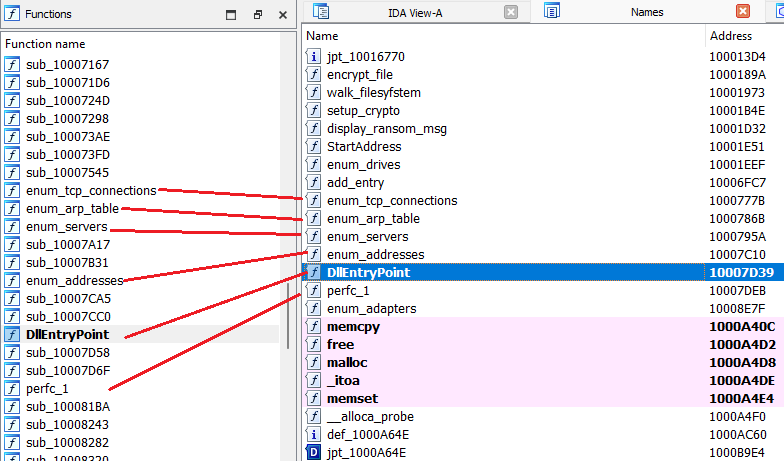 Functions
IDA View-A
Names
Function name
sub_10007167
sub_100071D6
sub_1000724D
sub_10007298
sub_100073AE
sub_100073FD
sub_10007545
enum_tcp_connections
enum_arp_table
enum_servers
sub_10007A17
sub_10007B31
enum_addresses
sub_10007CA5
sub_10007CC0
DllEntryPoint
sub_10007D58
sub_10007D6F
perfc_1
sub_100081BA
sub_10008243
sub_10008282
sub_10008320
Name Address
jpt_10016770 100013D4
encrypt_file 1000189A
walk_filesyfstem 10001973
setup_crypto 10001B4E
display_ransom_msg 10001D32
StartAddress 10001E51
enum_drives 10001EEF
add_entry 10006FC7
enum_tcp_connections 1000777B
enum_arp_table 1000786B
enum_servers 1000795A
enum_addresses 10007C10
DllEntryPoint 10007D39
perfc_1 10007DEB
enum_adapters 10008E7F
memcpy 1000A40C
free 1000A4D2
malloc 1000A4D8
_itoa 1000A4DE
memset 1000A4E4
__alloca_probe 1000A4F0
def_1000A64E 1000AC60
jpt_1000A64E 1000B9E4